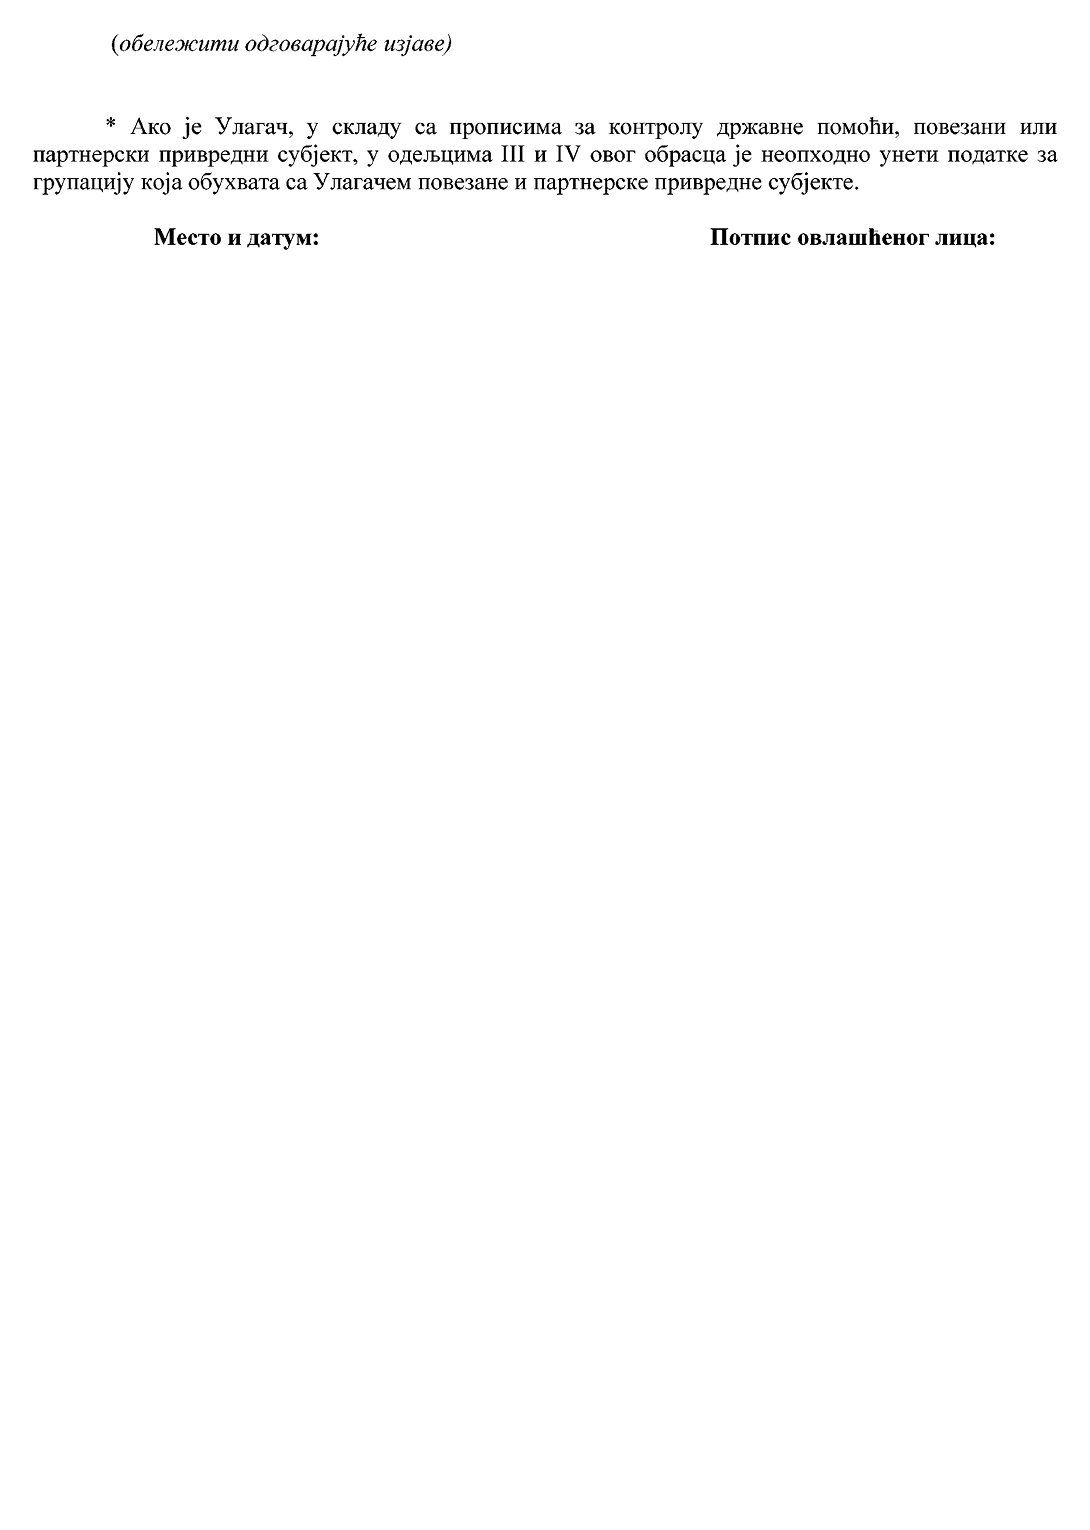 (обележити одговарајуће изјаве)
* Ако је Улагач, у складу са прописима за контролу државне помоћи, повезани или
партнерски привредни субјект, у одељцима III и IV овог обрасца је неопходно унети податке за
групацију која обухвата са Улагачем повезане и партнерске привредне субјекте.
Место и датум: Потпис овлашћеног лица: